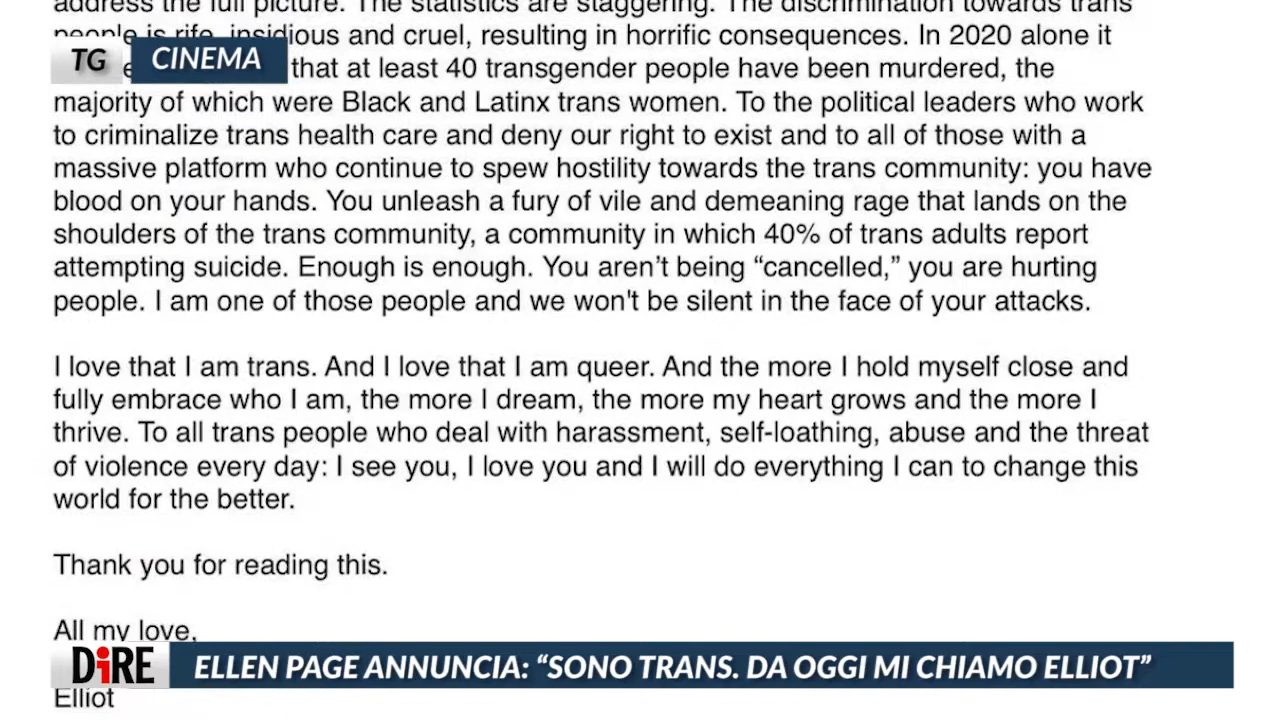 address the full picture. The statistics are staggering. The discrimination towards trans
people is rife, insidious and cruel, resulting in horrific consequences. In 2020 alone it
TG CINEMA
that at least 40 transgender people have been murdered, the
majority of which were Black and Latinx trans women. To the political leaders who work
to criminalize trans health care and deny our right to exist and to all of those with a
massive platform who continue to spew hostility towards the trans community: you have
blood on your hands. You unleash a fury of vile and demeaning rage that lands on the
shoulders of the trans community, a community in which 40% of trans adults report
attempting suicide. Enough is enough. You aren’t being “cancelled,” you are hurting
people. I am one of those people and we won't be silent in the face of your attacks.
I love that I am trans. And I love that I am queer. And the more I hold myself close and
fully embrace who I am, the more I dream, the more my heart grows and the more I
thrive. To all trans people who deal with harassment, self-loathing, abuse and the threat
of violence every day: I see you, I love you and I will do everything I can to change this
world for the better.
Thank you for reading this.
All my love,
DiRE ELLEN PAGE ANNUNCIA: “SONO TRANS. DA OGGI MI CHIAMO ELLIOT”
Elliot